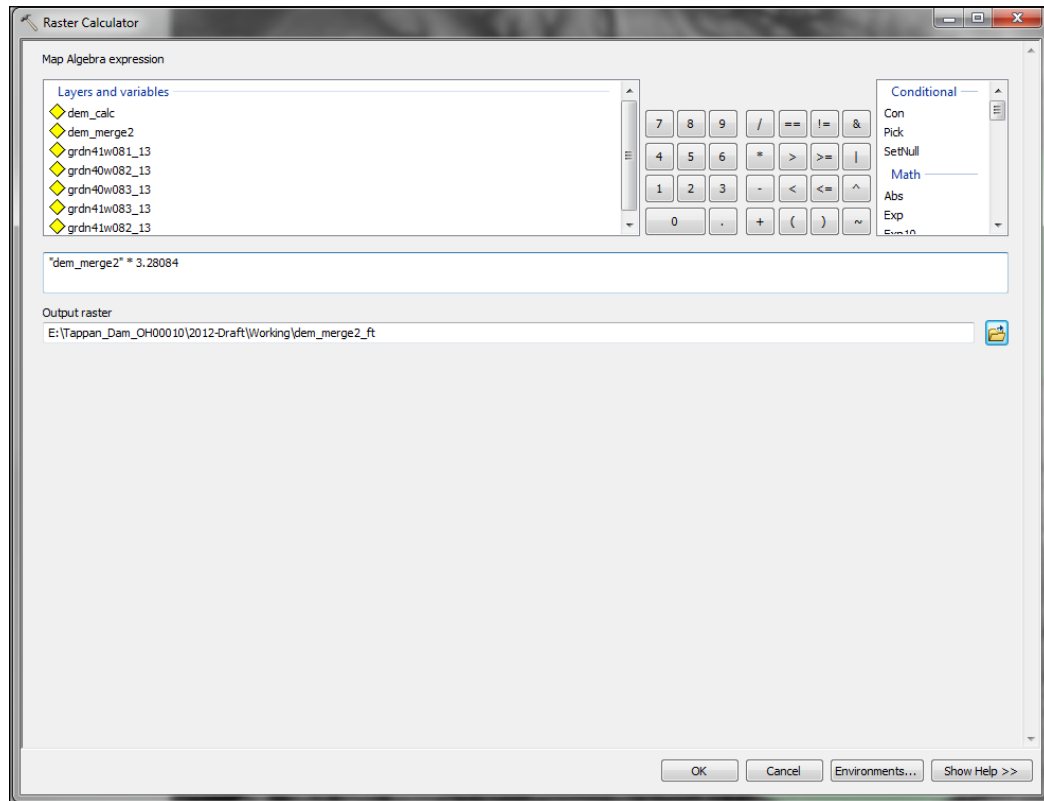 Raster Calculator
Map Algebra expression
Layers and variables
dem_calc
dem_merge2
grdn41w081_13
grdn40w082_13
grdn40w083_13
grdn41w083_13
grdn41w082_13
7 8 9 / == != &
4 5 6 * > >= |
1 2 3 - < <= ^
0 . + ( ) ~
Conditional
Con
Pick
SetNull
Math
Abs
Exp
Exp10
"dem_merge2" * 3.28084
Output raster
E:\Tappan_Dam_OH00010\2012-Draft\Working\dem_merge2_ft
OK Cancel Environments... Show Help >>